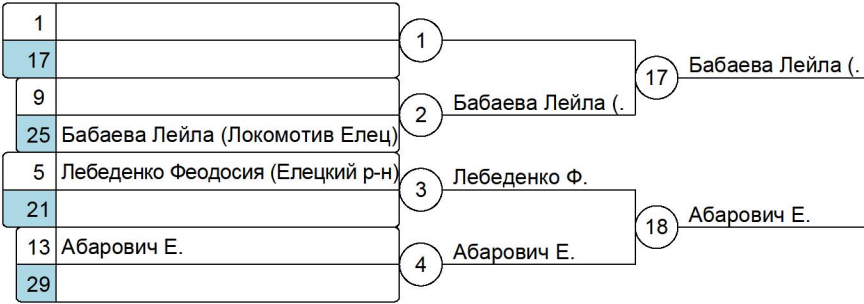 1
17
1
17
Бабаева Лейла (.
9
2
Бабаева Лейла (.
25 Бабаева Лейла (Локомотив Елец)
5 Лебеденко Феодосия (Елецкий р-н)
3
Лебеденко Ф.
21
18
Абарович Е.
13 Абарович Е.
4
Абарович Е.
29